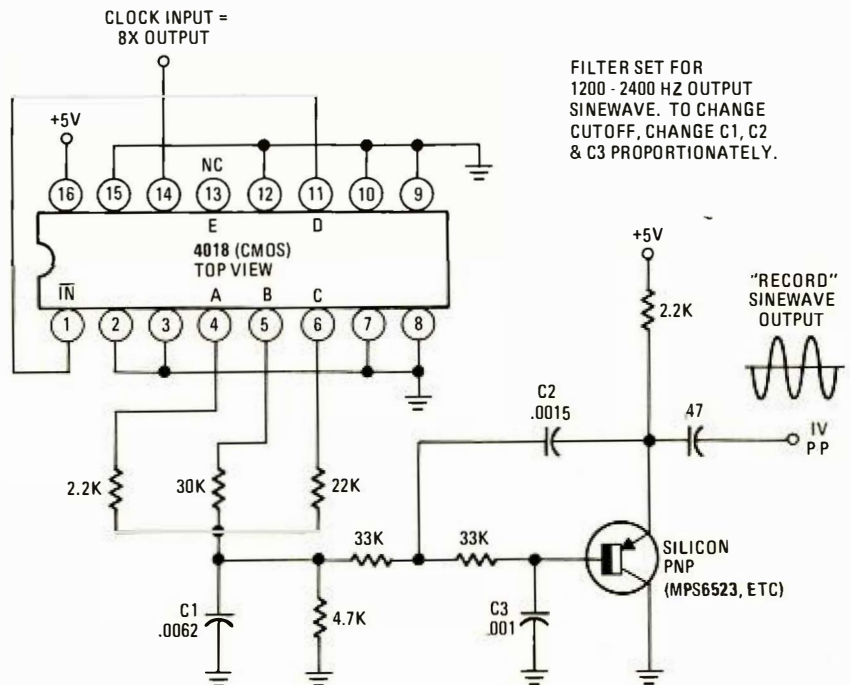 CLOCK INPUT =
8X OUTPUT
FILTER SET FOR
1200 - 2400 HZ OUTPUT
SINEWAVE. TO CHANGE
CUTOFF, CHANGE C1, C2
& C3 PROPORTIONATELY.
+5V
NC
16 15 14 13 12 11 10 9
E D
4018 (CMOS)
TOP VIEW
IN A B C
1 2 3 4 5 6 7 8
+5V
2.2K
"RECORD"
SINEWAVE
OUTPUT
C2
.0015
47
1V
PP
2.2K
30K
22K
33K
33K
SILICON
PNP
(MPS6523, ETC)
C1
.0062
4.7K
C3
.001